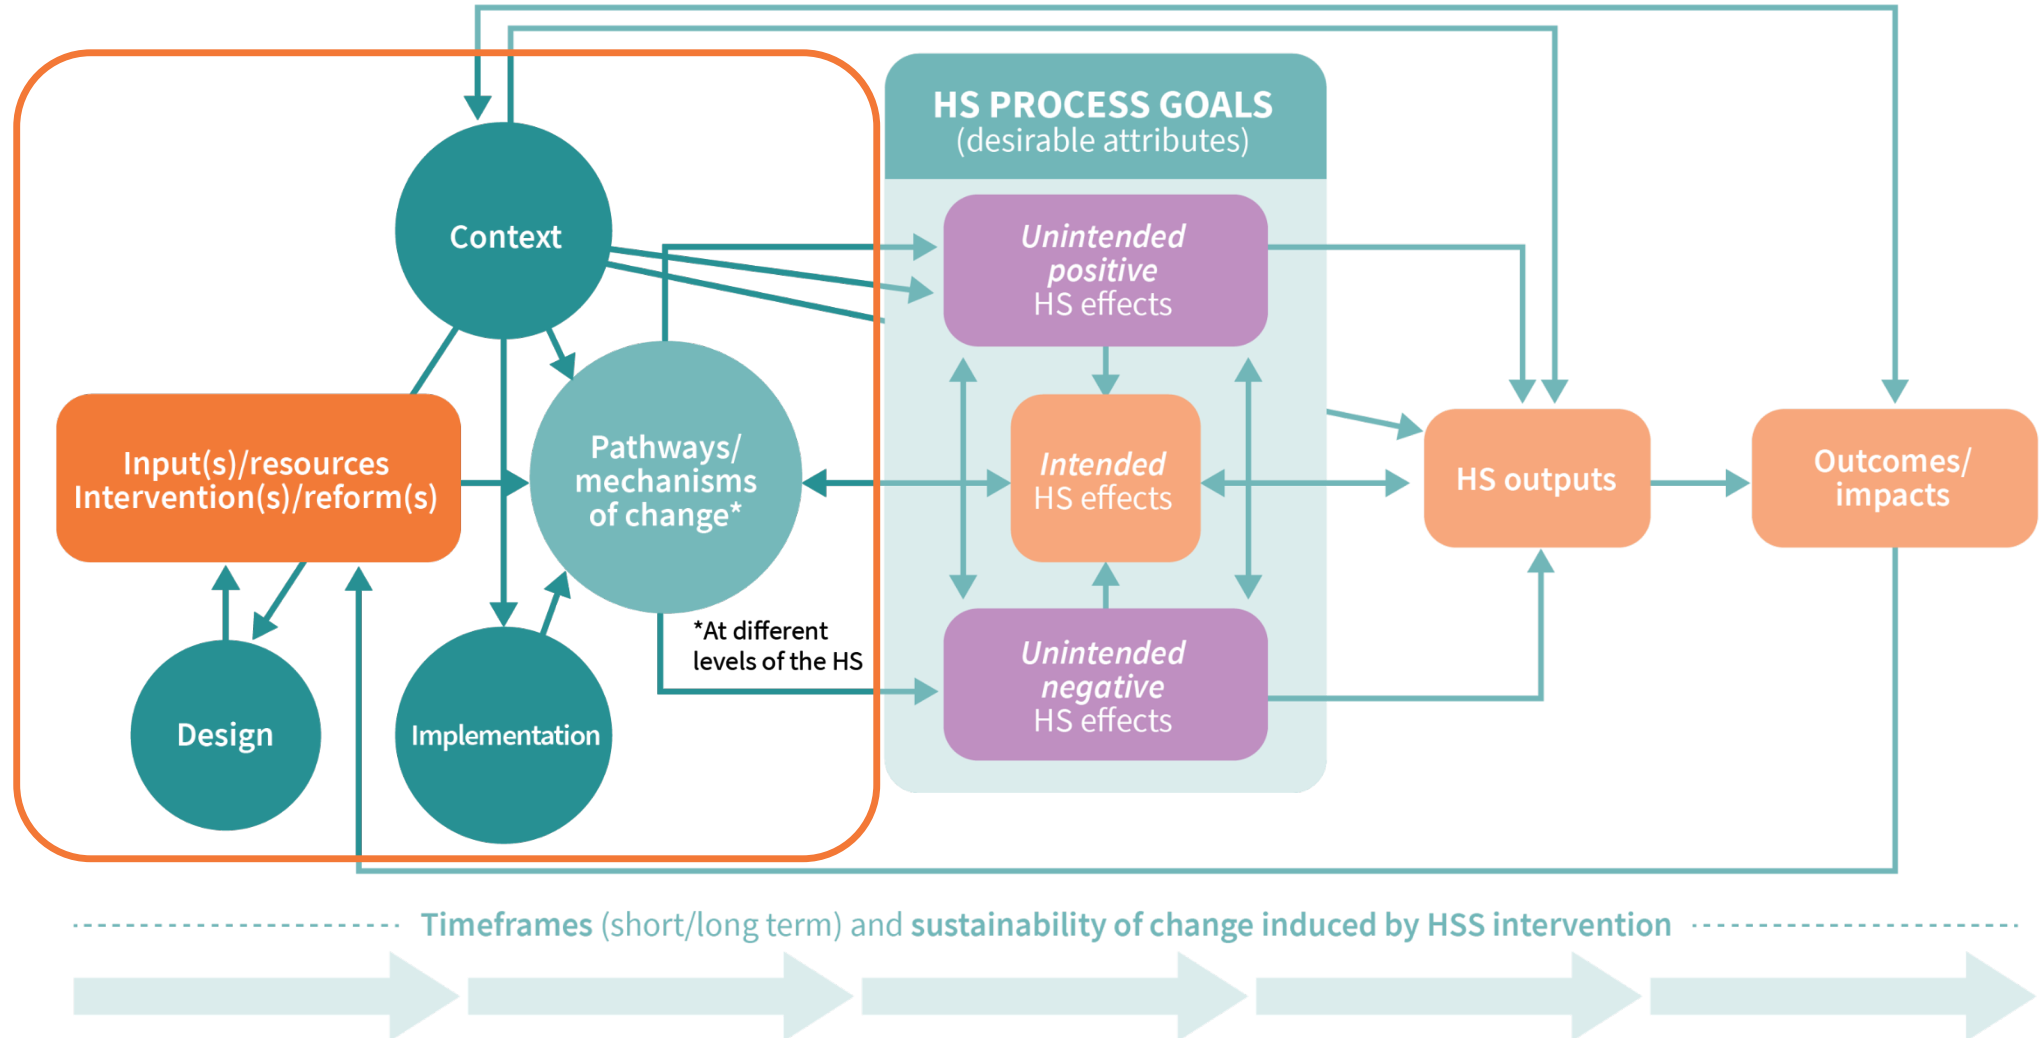 HS PROCESS GOALS
(desirable attributes)
Context
Unintended
positive
HS effects
Input(s)/resources
Intervention(s)/reform(s)
Pathways/
mechanisms
of change*
Intended
HS effects
HS outputs
Outcomes/
impacts
*At different
levels of the HS
Unintended
negative
HS effects
Design
Implementation
Timeframes (short/long term) and sustainability of change induced by HSS intervention